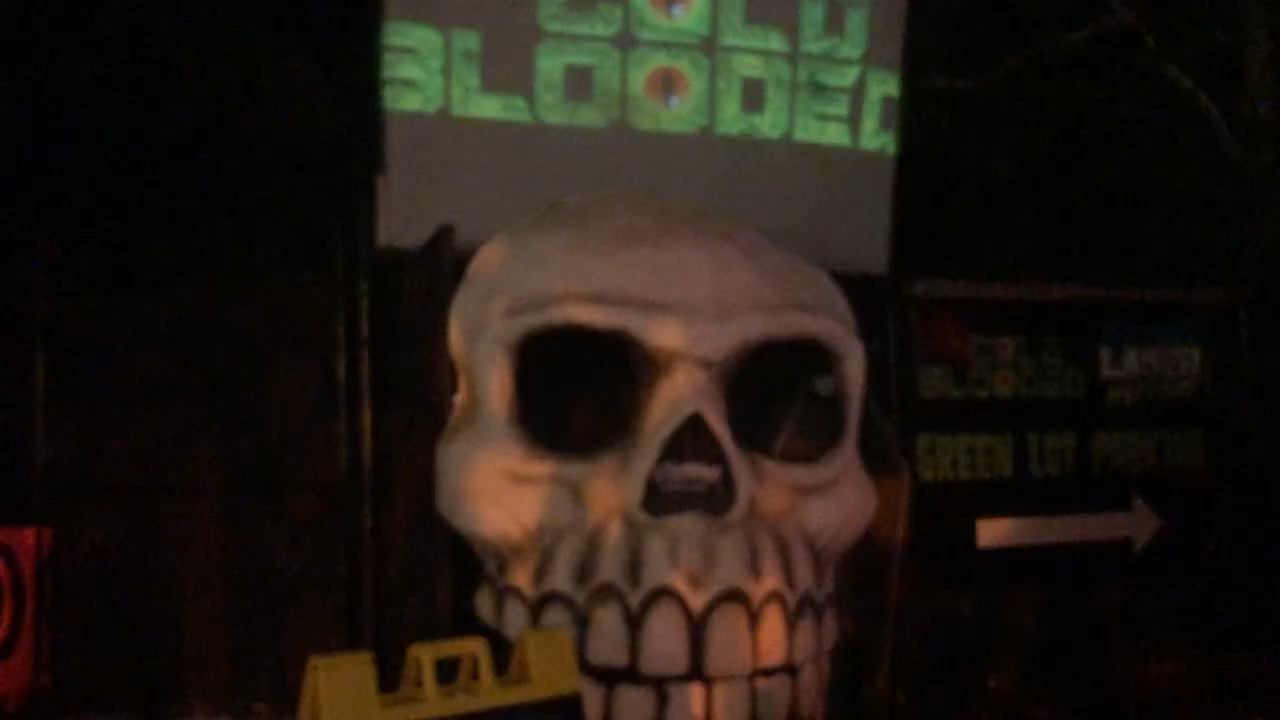 COLD
BLOODED
COLD
BLOODED
LASER
GREEN LOT PARKING